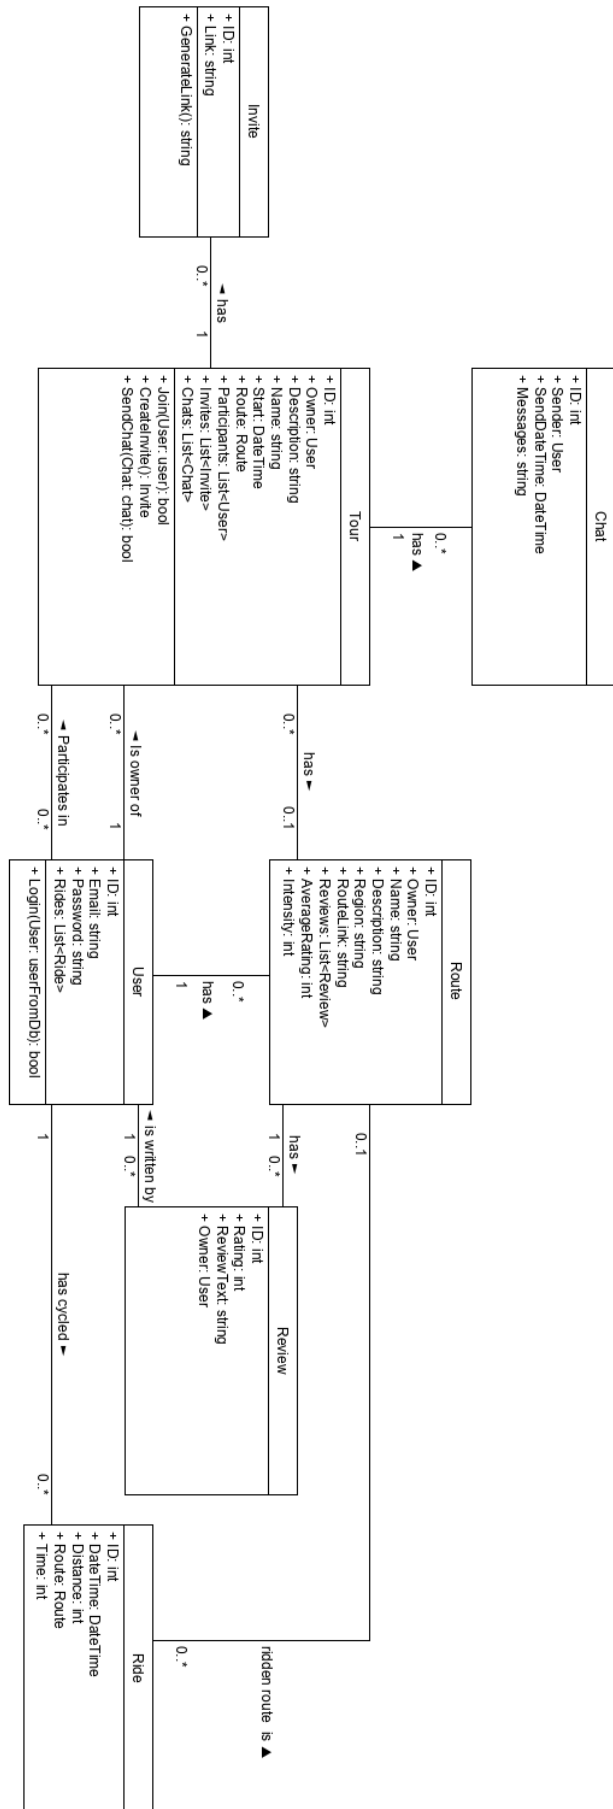 Chat
+ ID: int
+ Sender: User
+ SendDateTime: DateTime
+ Messages: string
0..*
has ▲
1
Invite
+ ID: int
+ Link: string
+ GenerateLink(): string
◄ has
0..*
1
Tour
+ ID: int
+ Owner: User
+ Description: string
+ Name: string
+ Start: DateTime
+ Route: Route
+ Participants: List<User>
+ Invites: List<Invite>
+ Chats: List<Chat>
+ Join(User: user): bool
+ CreateInvite(): Invite
+ SendChat(Chat: chat): bool
has ►
0..*
0..1
◄ Is owner of
0..*
1
◄ Participates in
0..*
0..*
Route
+ ID: int
+ Owner: User
+ Name: string
+ Description: string
+ Region: string
+ RouteLink: string
+ Reviews: List<Review>
+ AverageRating: int
+ Intensity: int
0..*
has ▲
1
User
+ ID: int
+ Email: string
+ Password: string
+ Rides: List<Ride>
+ Login(User: userFromDb): bool
0..1
has ►
1
0..*
◄ is written by
1
0..*
Review
+ ID: int
+ Rating: int
+ ReviewText: string
+ Owner: User
has cycled ►
1
0..*
ridden route is ▲
0..*
Ride
+ ID: int
+ DateTime: DateTime
+ Distance: int
+ Route: Route
+ Time: int